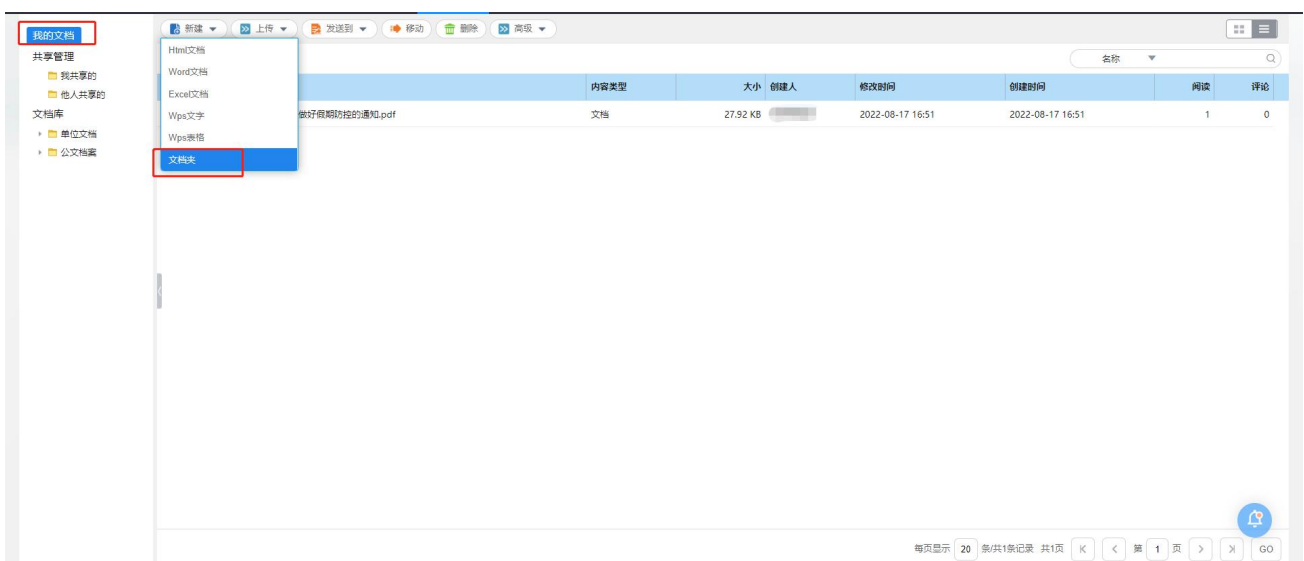 我的文档
共享管理
我共享的
他人共享的
文档库
单位文档
公文档案
新建 上传 发送到 移动 删除 高级
Html文档
Word文档
Excel文档
Wps文字
Wps表格
文档夹
名称
内容类型 大小 创建人 修改时间 创建时间 阅读 评论
做好假期防控的通知.pdf 文档 27.92 KB 2022-08-17 16:51 2022-08-17 16:51 1 0
每页显示 20 条/共1条记录 共1页 第 1 页 GO